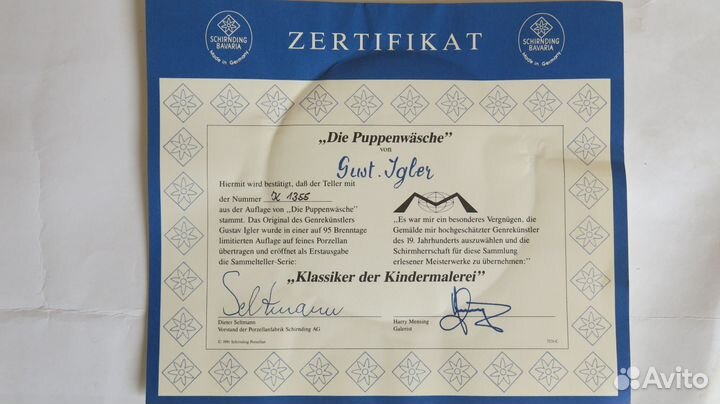 SCHIRNDING
BAVARIA
Made in Germany
ZERTIFIKAT
SCHIRNDING
BAVARIA
Made in Germany
„Die Puppenwäsche”
von
Gust. Igler
Hiermit wird bestätigt, daß der Teller mit
der Nummer K 1355
aus der Auflage von „Die Puppenwäsche”
stammt. Das Original des Genrekünstlers
Gustav Igler wurde in einer auf 95 Brenntage
limitierten Auflage auf feines Porzellan
übertragen und eröffnet als Erstausgabe
die Sammelteller-Serie:
„Es war mir ein besonderes Vergnügen, die
Gemälde mir hochgeschätzter Genrekünstler
des 19. Jahrhunderts auszuwählen und die
Schirmherrschaft für diese Sammlung
erlesener Meisterwerke zu übernehmen:”
„Klassiker der Kindermalerei”
Seltmann
Dieter Seltmann
Vorstand der Porzellanfabrik Schirnding AG
Harry Mensing
Galerist
Schirnding Porzellan
Avito